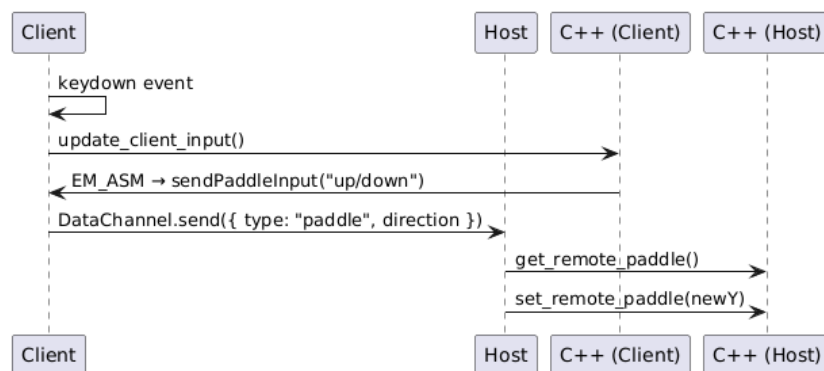 Client Host C++ (Client) C++ (Host)
keydown event
update_client_input()
EM_ASM → sendPaddleInput("up/down")
DataChannel.send({ type: "paddle", direction })
get_remote_paddle()
set_remote_paddle(newY)
Client Host C++ (Client) C++ (Host)